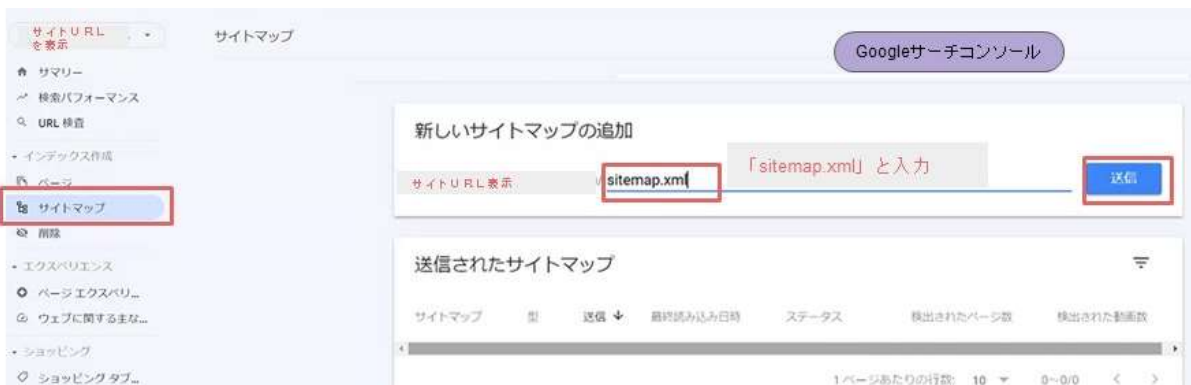 サイトURL
を表示
サイトマップ
Googleサーチコンソール
サマリー
検索パフォーマンス
URL 検査
インデックス作成
ページ
サイトマップ
削除
エクスペリエンス
ページ エクスペリ...
ウェブに関する主な...
ショッピング
ショッピング タブ...
新しいサイトマップの追加
「sitemap.xml」と入力
サイトURL表示 / sitemap.xml 送信
送信されたサイトマップ
サイトマップ 型 送信 ↓ 最終読み込み日時 ステータス 検出されたページ数 検出された動画数
1 ページあたりの行数: 10 0~0/0